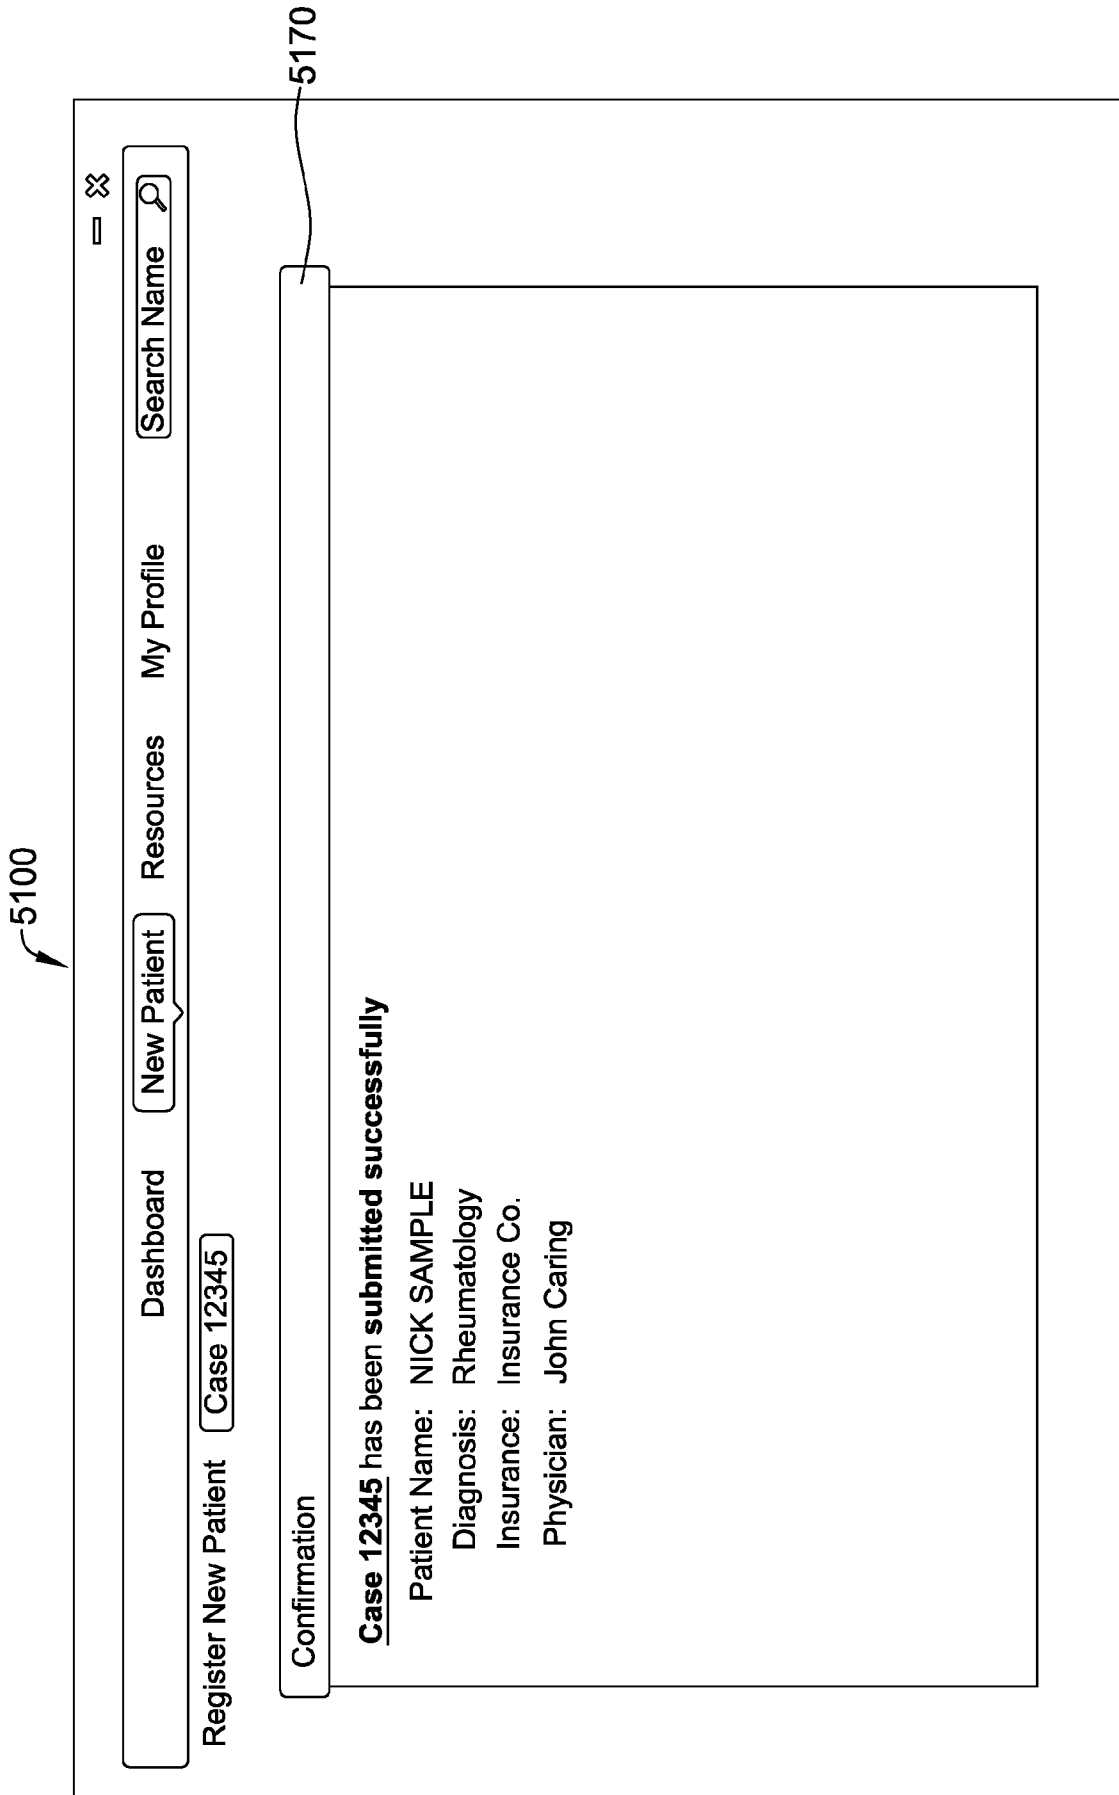 5100
Dashboard New Patient Resources My Profile Search Name
Register New Patient Case 12345
5170
Confirmation
Case 12345 has been submitted successfully
Patient Name: NICK SAMPLE
Diagnosis: Rheumatology
Insurance: Insurance Co.
Physician: John Caring